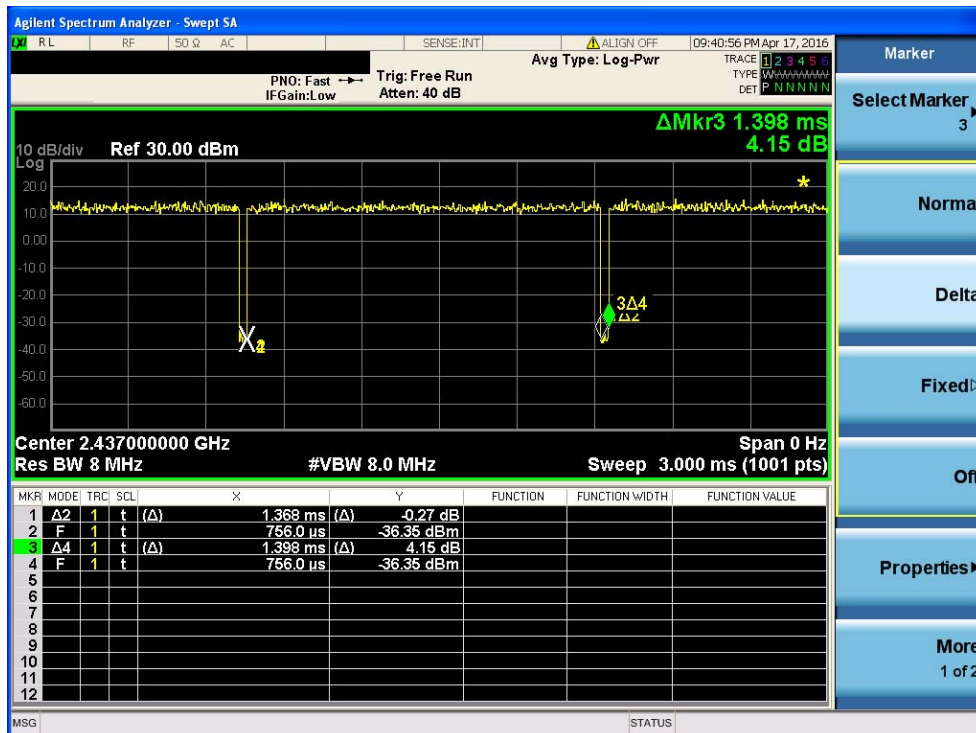 Agilent Spectrum Analyzer - Swept SA
LXI RL RF 50 Ω AC SENSE:INT ALIGN OFF 09:40:56 PM Apr 17, 2016
Marker
PNO: Fast
IFGain:Low
Trig: Free Run
Atten: 40 dB
Avg Type: Log-Pwr
TRACE 1 2 3 4 5 6
TYPE
DET P N N N N N
Select Marker
3
ΔMkr3 1.398 ms
4.15 dB
10 dB/div Ref 30.00 dBm
Log
20.0
10.0
0.00
-10.0
-20.0
-30.0
-40.0
-50.0
-60.0
3Δ4
Δ2
Center 2.437000000 GHz Span 0 Hz
Res BW 8 MHz #VBW 8.0 MHz Sweep 3.000 ms (1001 pts)
MKR MODE TRC SCL X Y FUNCTION FUNCTION WIDTH FUNCTION VALUE
1 Δ2 1 t (Δ) 1.368 ms (Δ) -0.27 dB
2 F 1 t 756.0 µs -36.35 dBm
3 Δ4 1 t (Δ) 1.398 ms (Δ) 4.15 dB
4 F 1 t 756.0 µs -36.35 dBm
5
6
7
8
9
10
11
12
Norma
Delta
Fixed
Off
Properties
More
1 of 2
MSG STATUS